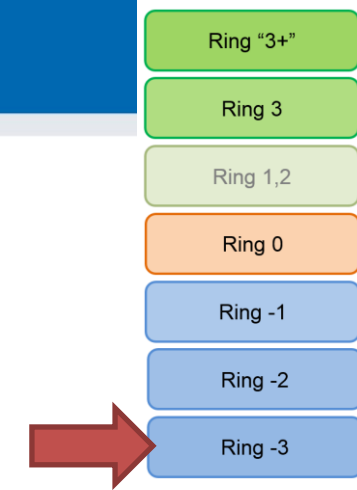 Ring “3+”
Ring 3
Ring 1,2
Ring 0
Ring -1
Ring -2
Ring -3